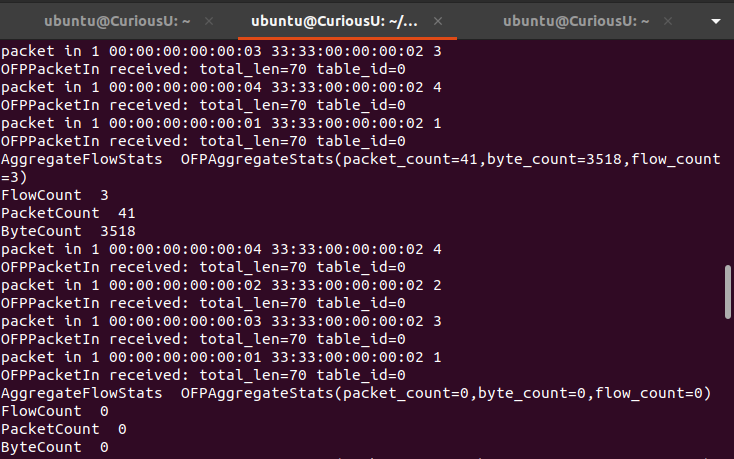 ubuntu@CuriousU: ~ × ubuntu@CuriousU: ~/... × ubuntu@CuriousU: ~ ×
packet in 1 00:00:00:00:00:03 33:33:00:00:00:02 3
OFPPacketIn received: total_len=70 table_id=0
packet in 1 00:00:00:00:00:04 33:33:00:00:00:02 4
OFPPacketIn received: total_len=70 table_id=0
packet in 1 00:00:00:00:00:01 33:33:00:00:00:02 1
OFPPacketIn received: total_len=70 table_id=0
AggregateFlowStats  OFPAggregateStats(packet_count=41,byte_count=3518,flow_count
=3)
FlowCount  3
PacketCount  41
ByteCount  3518
packet in 1 00:00:00:00:00:04 33:33:00:00:00:02 4
OFPPacketIn received: total_len=70 table_id=0
packet in 1 00:00:00:00:00:02 33:33:00:00:00:02 2
OFPPacketIn received: total_len=70 table_id=0
packet in 1 00:00:00:00:00:03 33:33:00:00:00:02 3
OFPPacketIn received: total_len=70 table_id=0
packet in 1 00:00:00:00:00:01 33:33:00:00:00:02 1
OFPPacketIn received: total_len=70 table_id=0
AggregateFlowStats  OFPAggregateStats(packet_count=0,byte_count=0,flow_count=0)
FlowCount  0
PacketCount  0
ByteCount  0